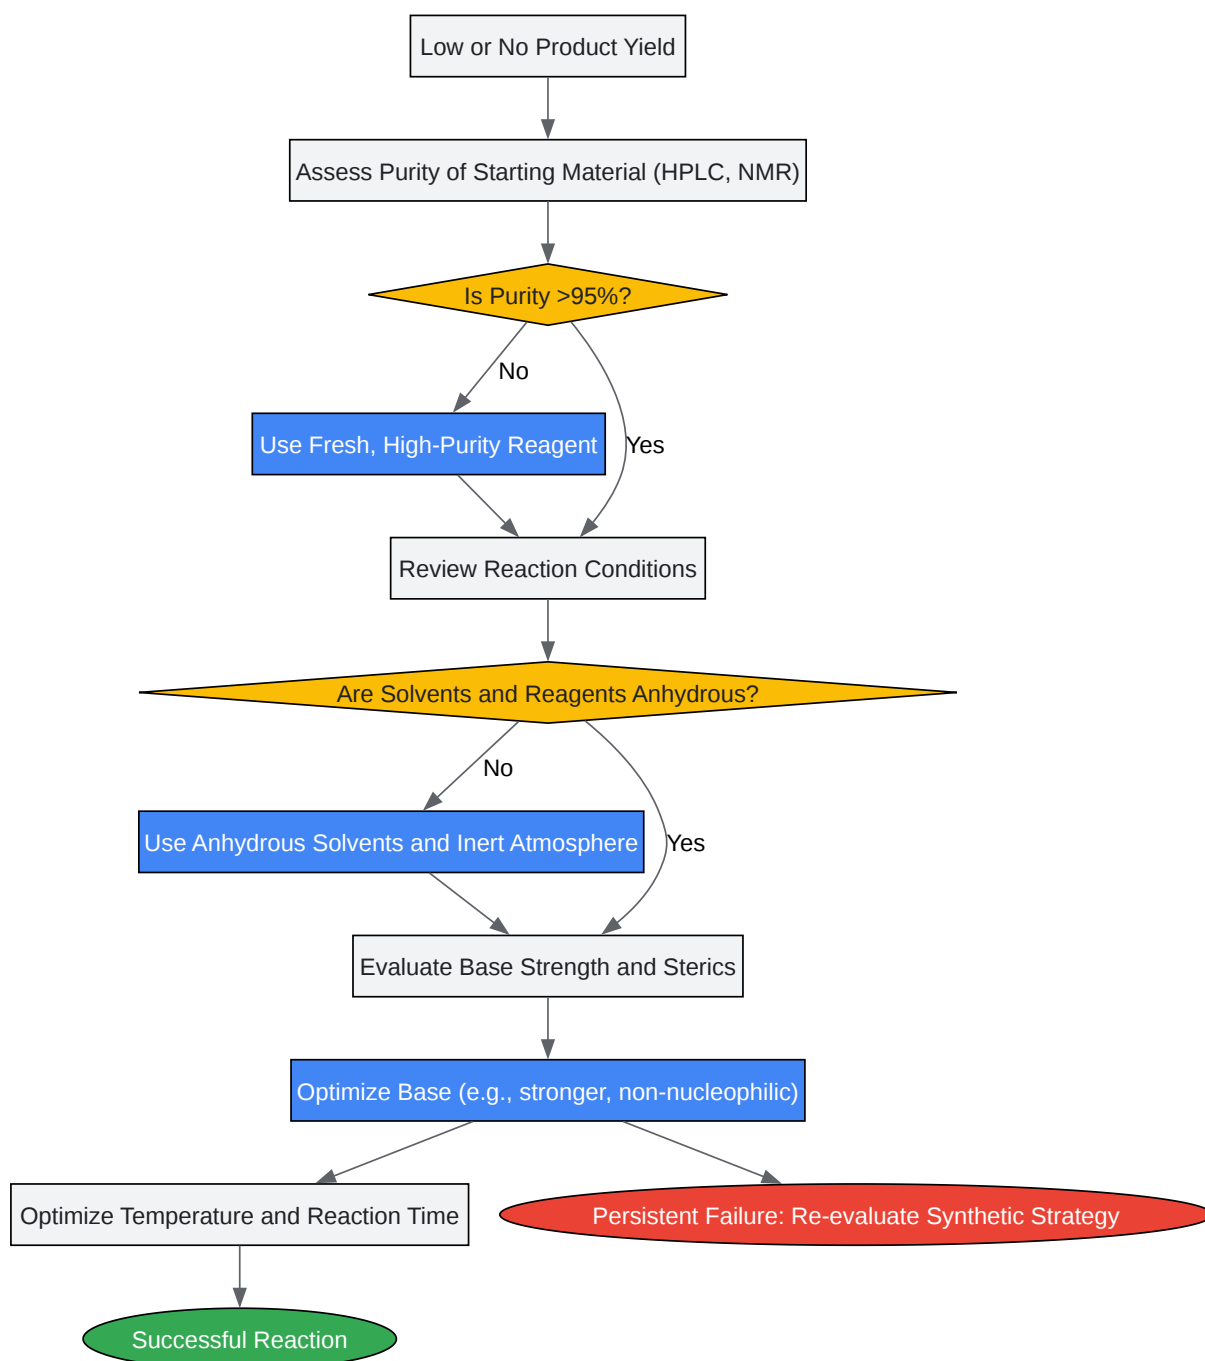 Low or No Product Yield
Assess Purity of Starting Material (HPLC, NMR)
Is Purity >95%?
No
Use Fresh, High-Purity Reagent
Yes
Review Reaction Conditions
Are Solvents and Reagents Anhydrous?
No
Use Anhydrous Solvents and Inert Atmosphere
Yes
Evaluate Base Strength and Sterics
Optimize Base (e.g., stronger, non-nucleophilic)
Optimize Temperature and Reaction Time
Persistent Failure: Re-evaluate Synthetic Strategy
Successful Reaction